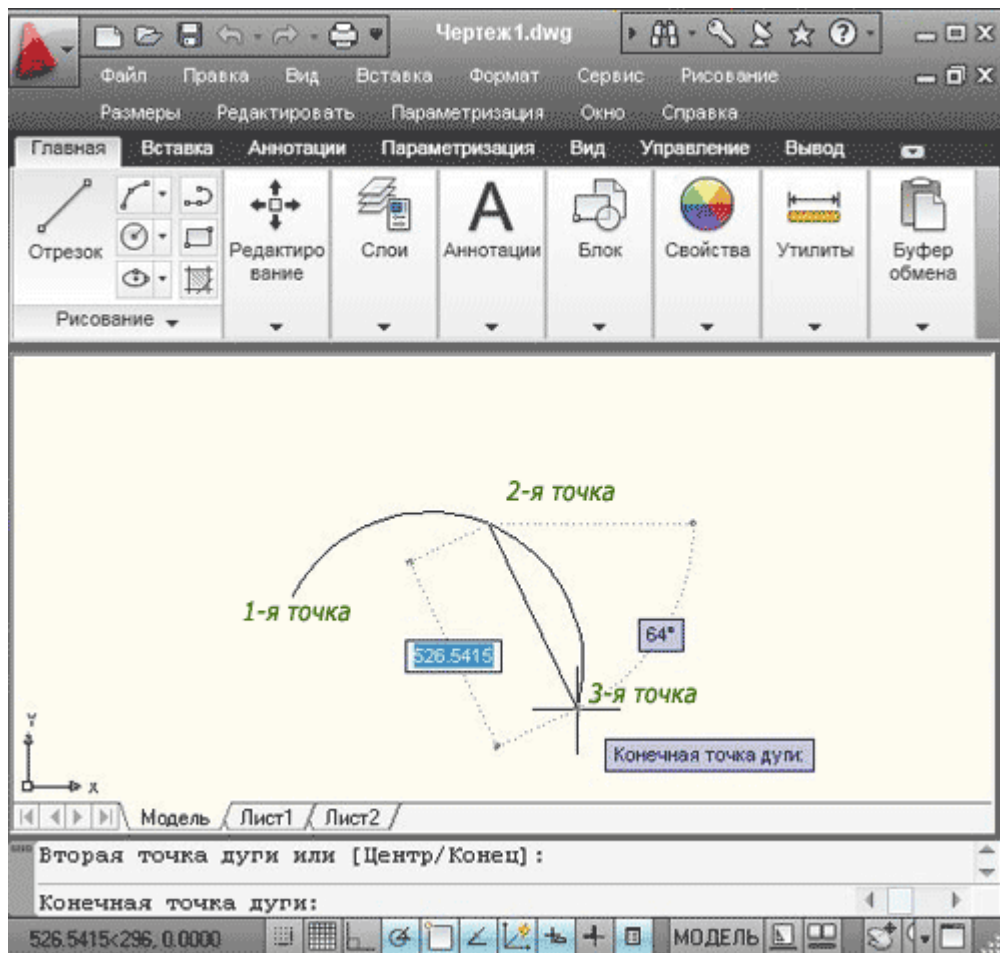 Чертеж1.dwg
Файл Правка Вид Вставка Формат Сервис Рисование
Размеры Редактировать Параметризация Окно Справка
Главная Вставка Аннотации Параметризация Вид Управление Вывод
Отрезок
Рисование
Редактиро
вание
Слои
A
Аннотации
Блок
Свойства
Утилиты
Буфер
обмена
2-я точка
1-я точка
64°
526.5415
3-я точка
Конечная точка дуги:
Y
X
Модель Лист1 Лист2
Вторая точка дуги или [Центр/Конец]:
Конечная точка дуги:
526.5415<296, 0.0000 МОДЕЛЬ